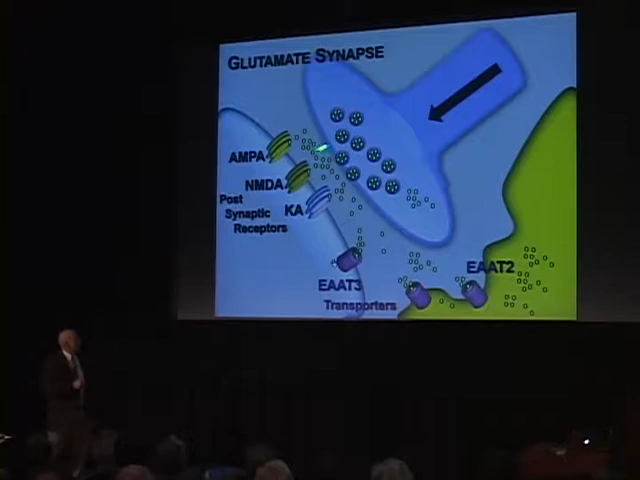 GLUTAMATE SYNAPSE
AMPA
NMDA
KA
Post
Synaptic
Receptors
EAAT2
EAAT3
Transporters